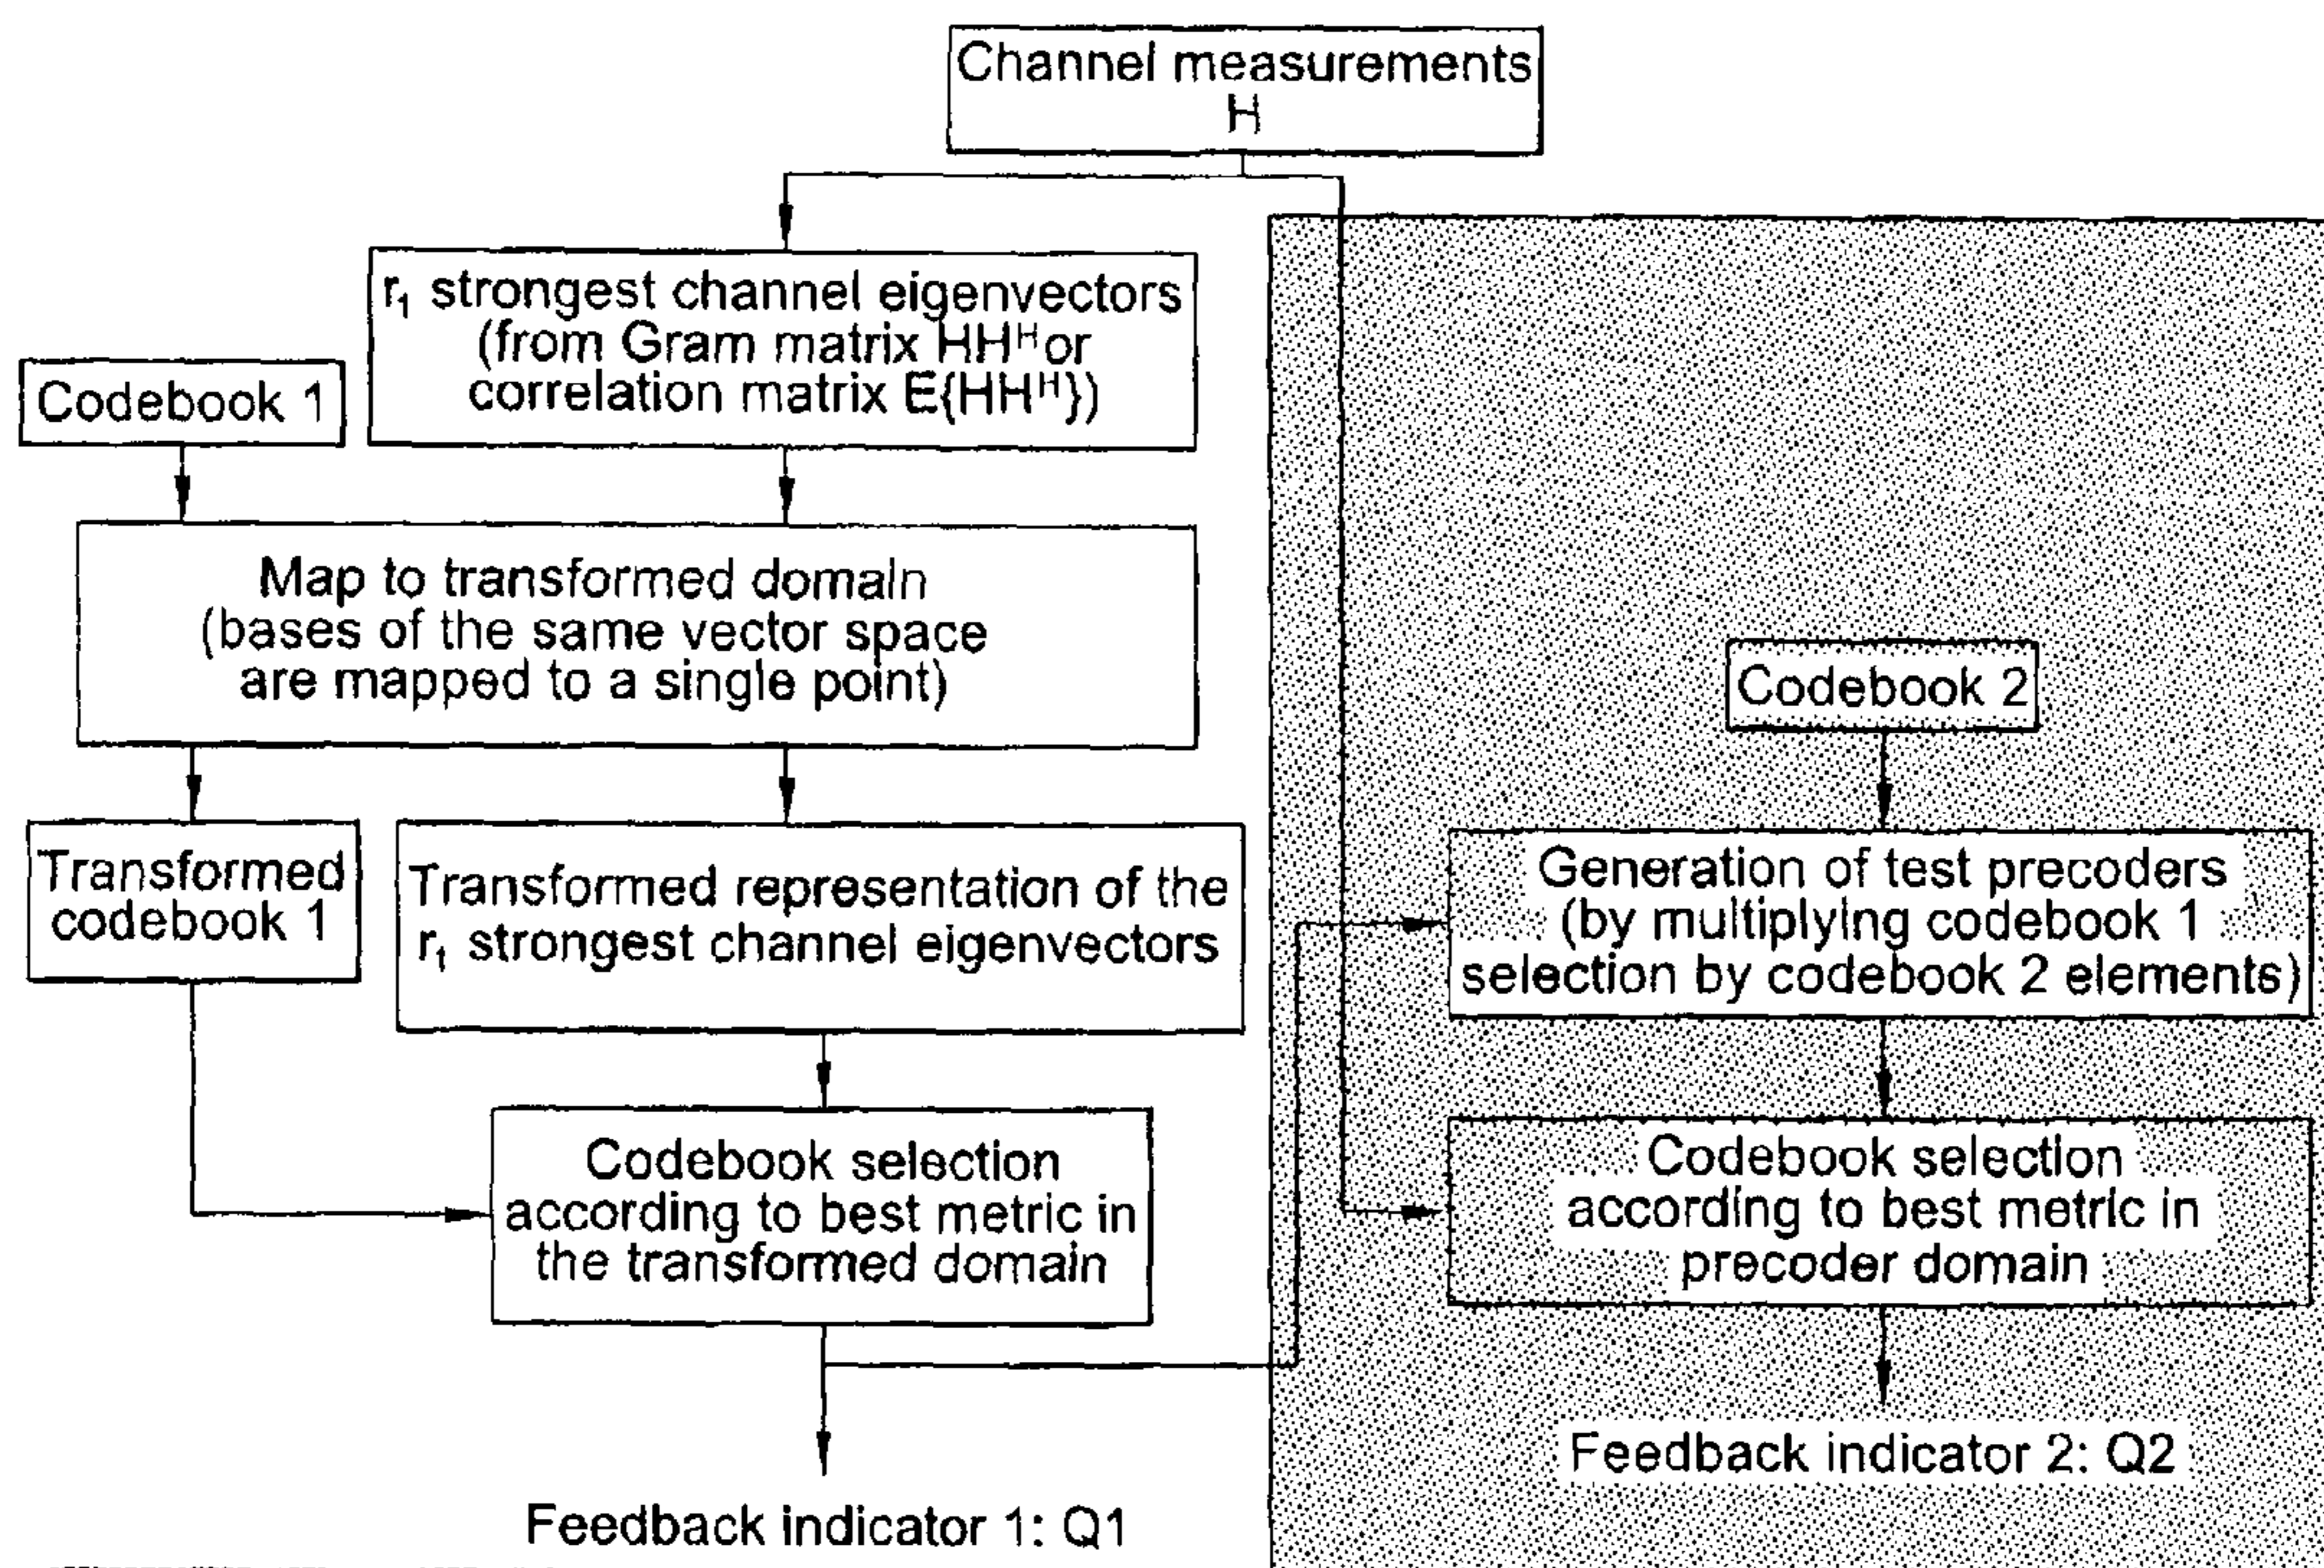 Channel measurements
H
r₁ strongest channel eigenvectors
(from Gram matrix HHᴴ or
correlation matrix E{HHᴴ})
Codebook 1
Map to transformed domain
(bases of the same vector space
are mapped to a single point)
Transformed
codebook 1
Transformed representation of the
r₁ strongest channel eigenvectors
Codebook selection
according to best metric in
the transformed domain
Feedback indicator 1: Q1
Codebook 2
Generation of test precoders
(by multiplying codebook 1
selection by codebook 2 elements)
Codebook selection
according to best metric in
precoder domain
Feedback indicator 2: Q2